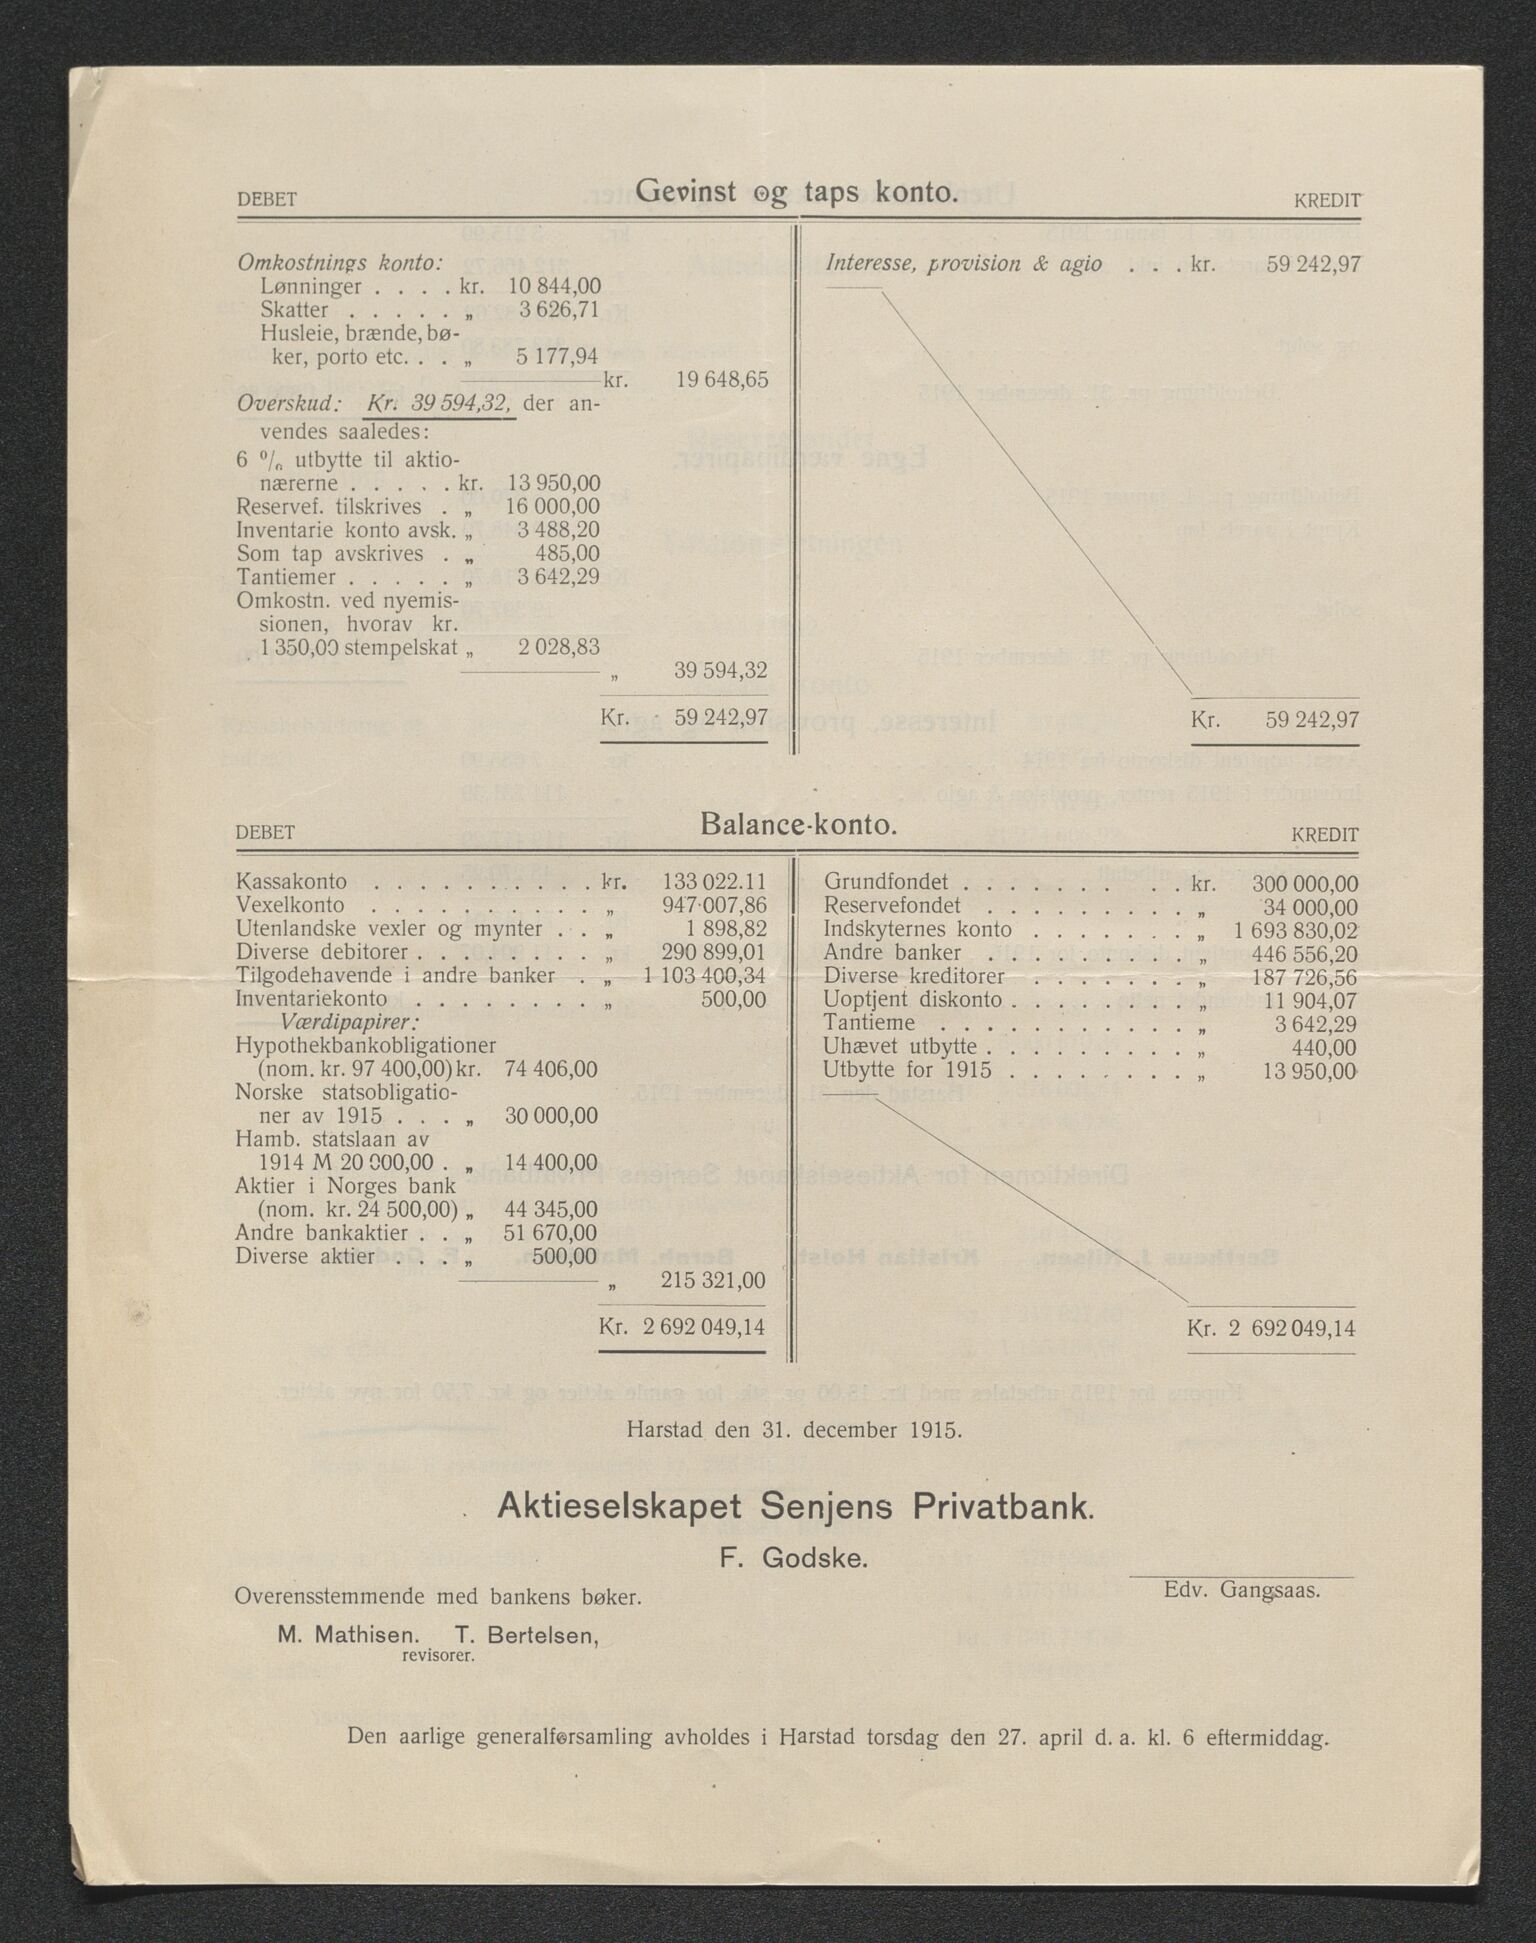 DEBET Gevinst og taps konto. KREDIT
Omkostnings konto:
Lønninger . . . . kr. 10 844,00
Skatter . . . . . „ 3 626,71
Husleie, brænde, bø-
ker, porto etc. . . „ 5 177,94
kr. 19 648,65
Overskud: Kr. 39 594,32, der an-
vendes saaledes:
6 % utbytte til aktio-
nærerne . . . . . kr. 13 950,00
Reservef. tilskrives . „ 16 000,00
Inventarie konto avsk. „ 3 488,20
Som tap avskrives . „ 485,00
Tantiemer . . . . . „ 3 642,29
Omkostn. ved nyemis-
sionen, hvorav kr.
1 350,00 stempelskat „ 2 028,83
„ 39 594,32
Kr. 59 242,97
Interesse, provision & agio . . . kr. 59 242,97
Kr. 59 242,97
DEBET Balance-konto. KREDIT
Kassakonto . . . . . . . . . . kr. 133 022.11
Vexelkonto . . . . . . . . . . „ 947 007,86
Utenlandske vexler og mynter . . „ 1 898,82
Diverse debitorer . . . . . . . . „ 290 899,01
Tilgodehavende i andre banker . „ 1 103 400,34
Inventariekonto . . . . . . . . . „ 500,00
Værdipapirer:
Hypothekbankobligationer
(nom. kr. 97 400,00) kr. 74 406,00
Norske statsobligatio-
ner av 1915 . . . „ 30 000,00
Hamb. statslaan av
1914 M 20 000,00 . „ 14 400,00
Aktier i Norges bank
(nom. kr. 24 500,00) „ 44 345,00
Andre bankaktier . . „ 51 670,00
Diverse aktier . . . „ 500,00
„ 215 321,00
Kr. 2 692 049,14
Grundfondet . . . . . . . . . kr. 300 000,00
Reservefondet . . . . . . . . . „ 34 000,00
Indskyternes konto . . . . . . . „ 1 693 830,02
Andre banker . . . . . . . . . „ 446 556,20
Diverse kreditorer . . . . . . . „ 187 726,56
Uoptjent diskonto . . . . . . . . „ 11 904,07
Tantieme . . . . . . . . . . . „ 3 642,29
Uhævet utbytte . . . . . . . . . „ 440,00
Utbytte for 1915 . . . . . . . . „ 13 950,00
Kr. 2 692 049,14
Harstad den 31. december 1915.
Aktieselskapet Senjens Privatbank.
F. Godske.
Edv. Gangsaas.
Overensstemmende med bankens bøker.
M. Mathisen. T. Bertelsen,
revisorer.
Den aarlige generalforsamling avholdes i Harstad torsdag den 27. april d. a. kl. 6 eftermiddag.